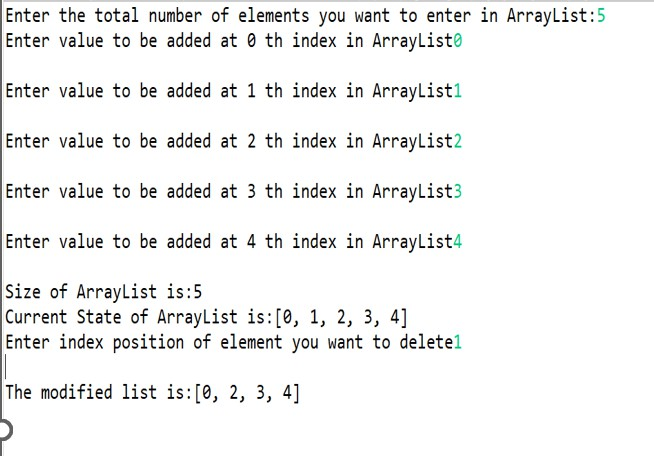 Enter the total number of elements you want to enter in ArrayList:5
Enter value to be added at 0 th index in ArrayList0
Enter value to be added at 1 th index in ArrayList1
Enter value to be added at 2 th index in ArrayList2
Enter value to be added at 3 th index in ArrayList3
Enter value to be added at 4 th index in ArrayList4
Size of ArrayList is:5
Current State of ArrayList is:[0, 1, 2, 3, 4]
Enter index position of element you want to delete1
The modified list is:[0, 2, 3, 4]